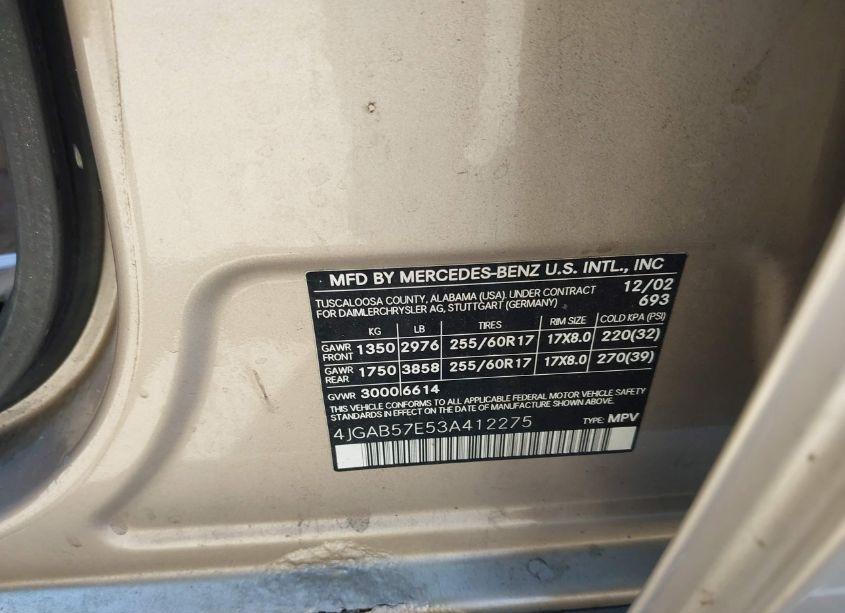 MFD BY MERCEDES-BENZ U.S. INTL., INC
TUSCALOOSA COUNTY, ALABAMA (USA). UNDER CONTRACT 12/02
FOR DAIMLERCHRYSLER AG, STUTTGART (GERMANY) 693
KG LB TIRES RIM SIZE COLD KPA (PSI)
GAWR FRONT 1350 2976 255/60R17 17X8.0 220(32)
GAWR REAR 1750 3858 255/60R17 17X8.0 270(39)
GVWR 3000 6614
THIS VEHICLE CONFORMS TO ALL APPLICABLE FEDERAL MOTOR VEHICLE SAFETY
STANDARDS IN EFFECT ON THE DATE OF MANUFACTURE SHOWN ABOVE.
4JGAB57E53A412275 TYPE: MPV